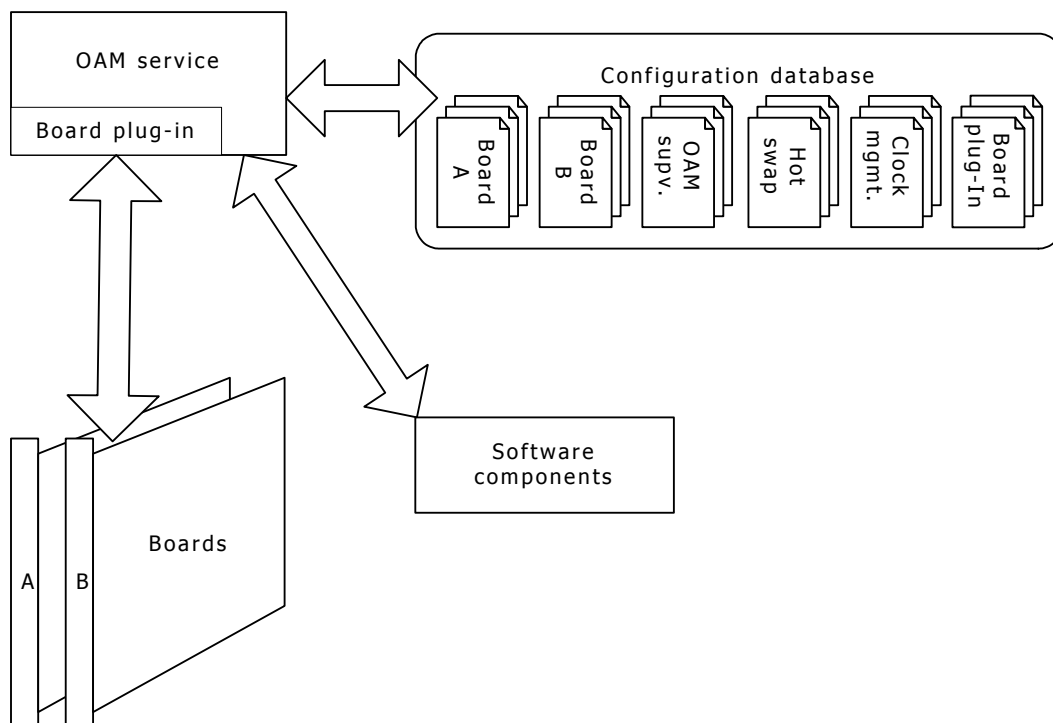 OAM service
Board plug-in
Configuration database
Board
A
Board
B
OAM
supv.
Hot
swap
Clock
mgmt.
Board
plug-In
Software
components
Boards
A
B